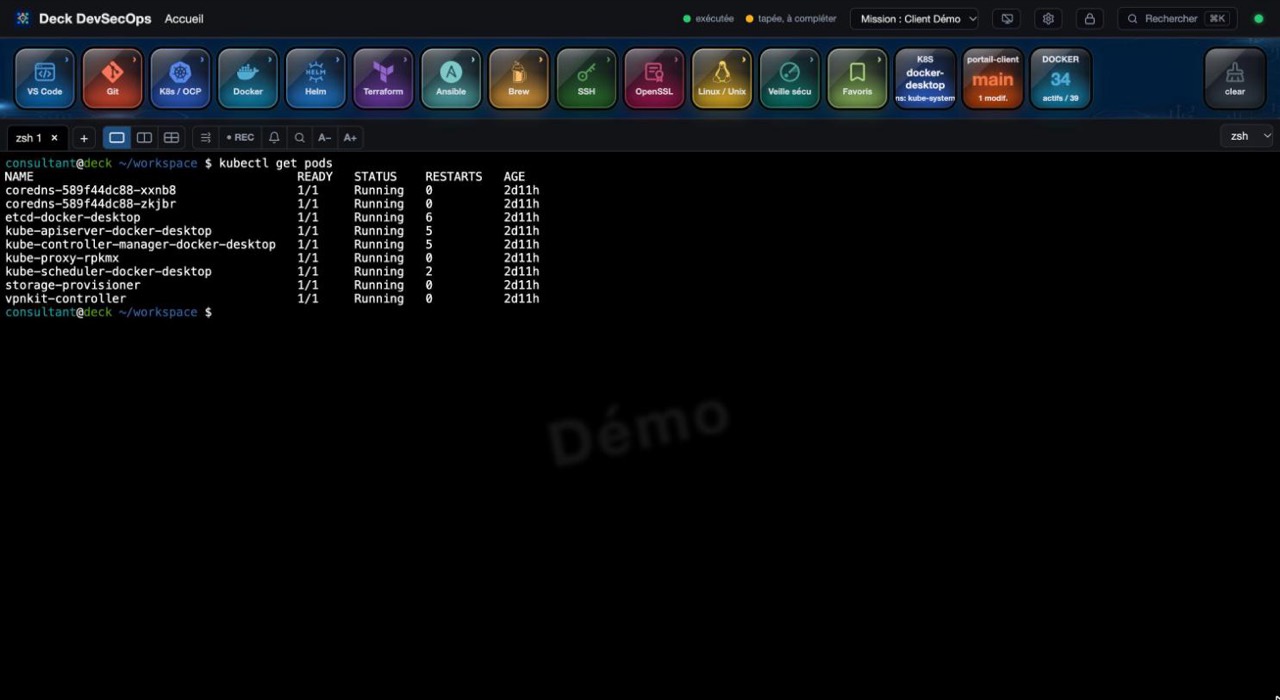 Deck DevSecOps Accueil
exécutée tapée, à compléter Mission : Client Démo Rechercher ⌘K
VS Code
Git
K8s / OCP
Docker
HELM
Helm
Terraform
Ansible
Brew
SSH
OpenSSL
Linux / Unix
Veille sécu
Favoris
K8S
docker-
desktop
ns: kube-system
portail-client
main
1 modif.
DOCKER
34
actifs / 39
clear
zsh 1 × + • REC A− A+ zsh
consultant@deck ~/workspace $ kubectl get pods
NAME READY STATUS RESTARTS AGE
coredns-589f44dc88-xxnb8 1/1 Running 0 2d11h
coredns-589f44dc88-zkjbr 1/1 Running 0 2d11h
etcd-docker-desktop 1/1 Running 6 2d11h
kube-apiserver-docker-desktop 1/1 Running 5 2d11h
kube-controller-manager-docker-desktop 1/1 Running 5 2d11h
kube-proxy-rpkmx 1/1 Running 0 2d11h
kube-scheduler-docker-desktop 1/1 Running 2 2d11h
storage-provisioner 1/1 Running 0 2d11h
vpnkit-controller 1/1 Running 0 2d11h
consultant@deck ~/workspace $
Démo